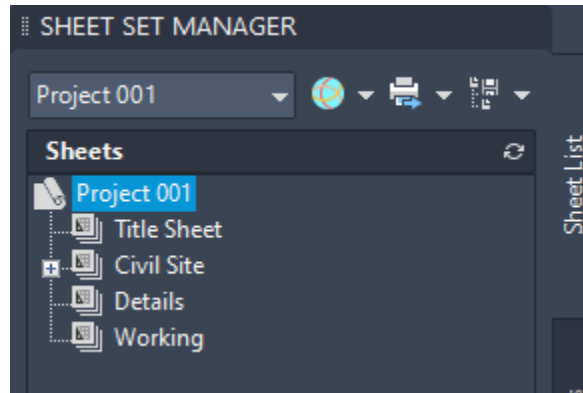 SHEET SET MANAGER
Project 001
Sheets
Project 001
Title Sheet
Civil Site
Details
Working
Sheet List